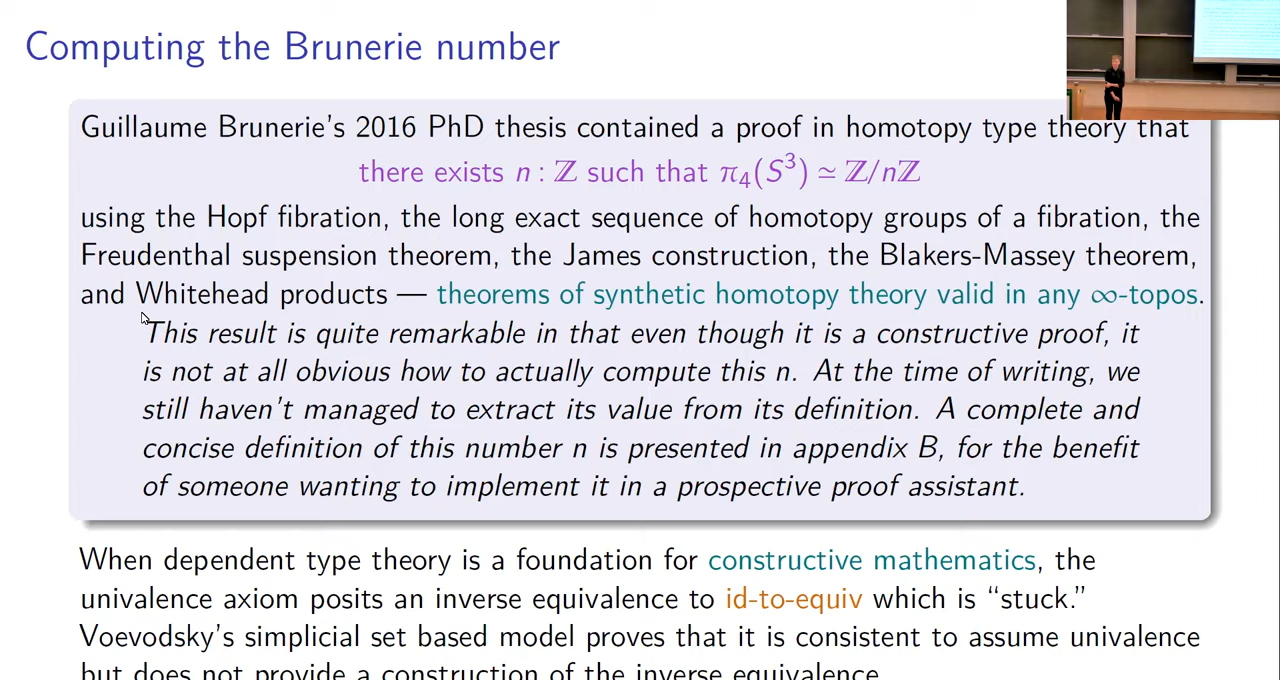 Computing the Brunerie number
Guillaume Brunerie's 2016 PhD thesis contained a proof in homotopy type theory that
there exists n : ℤ such that π₄(S³) ≃ ℤ/nℤ
using the Hopf fibration, the long exact sequence of homotopy groups of a fibration, the
Freudenthal suspension theorem, the James construction, the Blakers-Massey theorem,
and Whitehead products — theorems of synthetic homotopy theory valid in any ∞-topos.
This result is quite remarkable in that even though it is a constructive proof, it
is not at all obvious how to actually compute this n. At the time of writing, we
still haven't managed to extract its value from its definition. A complete and
concise definition of this number n is presented in appendix B, for the benefit
of someone wanting to implement it in a prospective proof assistant.
When dependent type theory is a foundation for constructive mathematics, the
univalence axiom posits an inverse equivalence to id-to-equiv which is “stuck.”
Voevodsky's simplicial set based model proves that it is consistent to assume univalence
but does not provide a construction of the inverse equivalence.